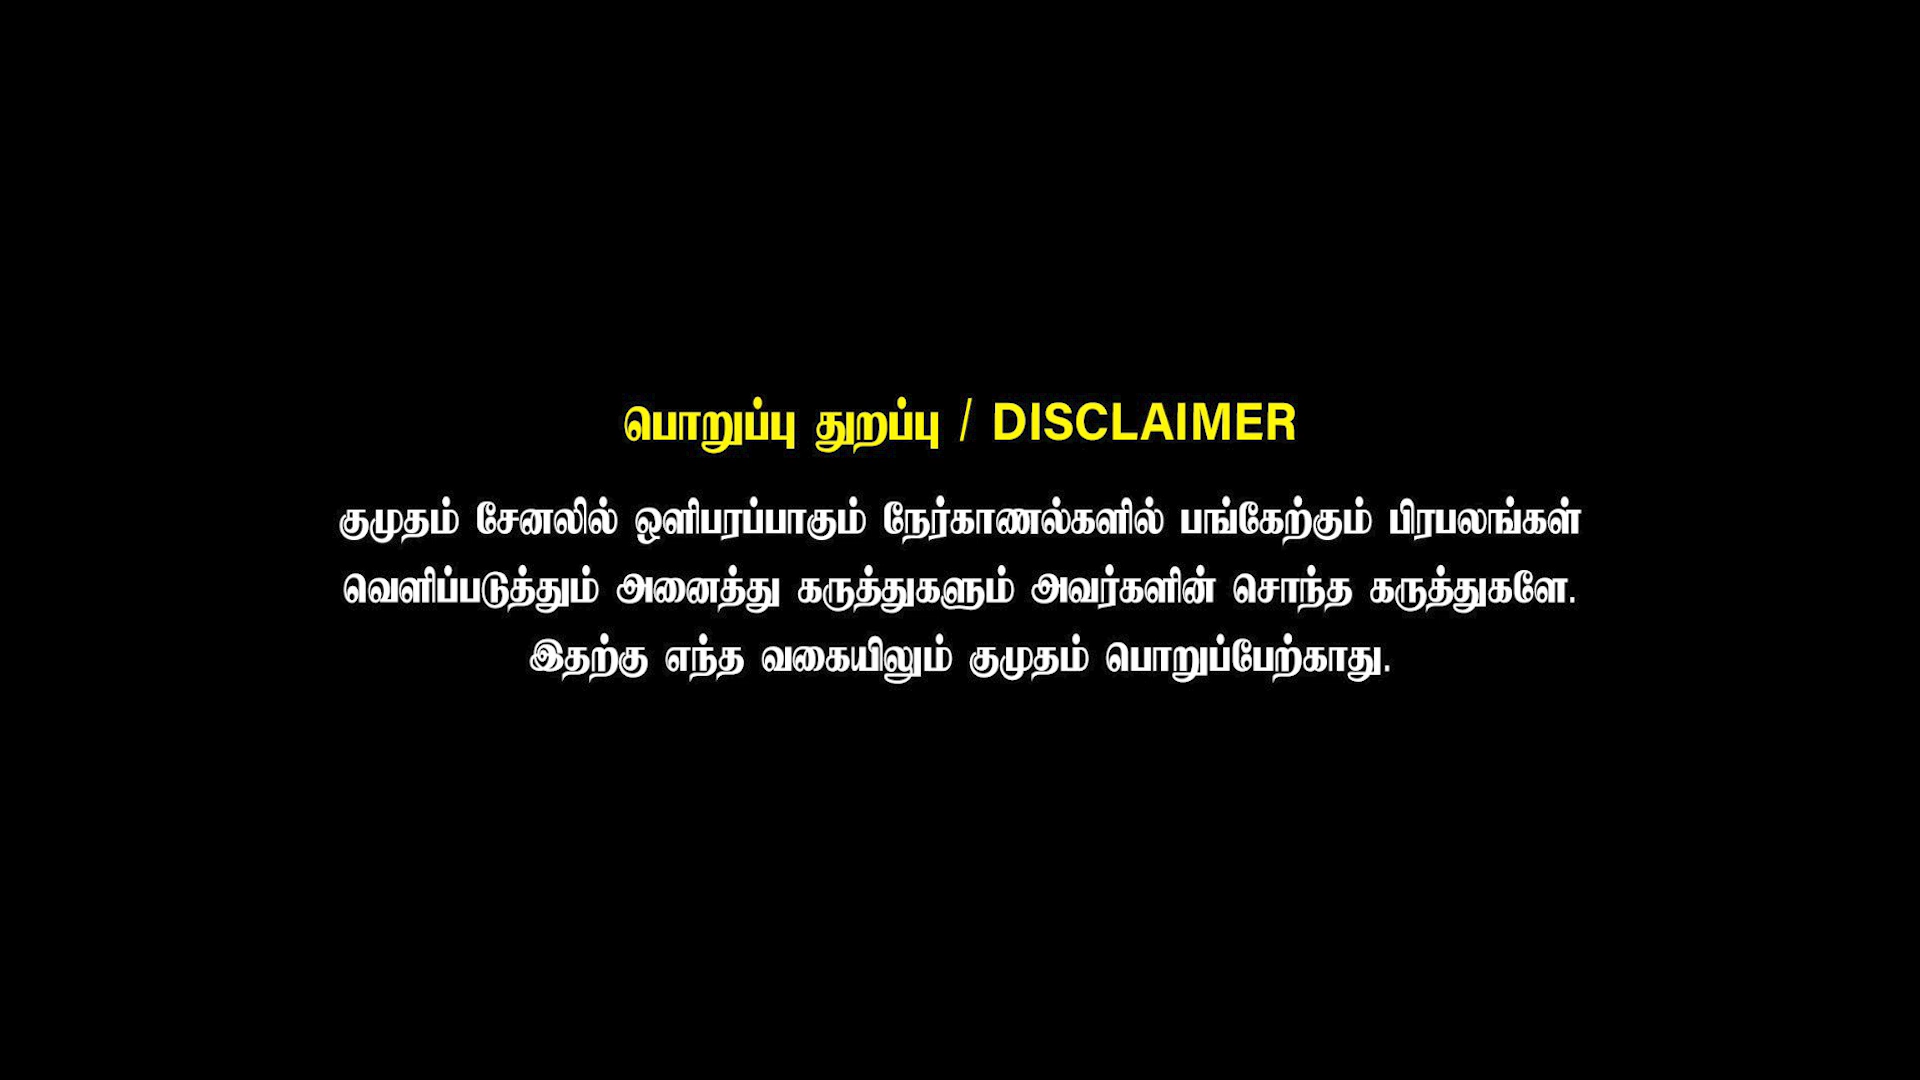 பொறுப்பு துறப்பு / DISCLAIMER
குமுதம் சேனலில் ஒளிபரப்பாகும் நேர்காணல்களில் பங்கேற்கும் பிரபலங்கள்
வெளிப்படுத்தும் அனைத்து கருத்துகளும் அவர்களின் சொந்த கருத்துகளே.
இதற்கு எந்த வகையிலும் குமுதம் பொறுப்பேற்காது.